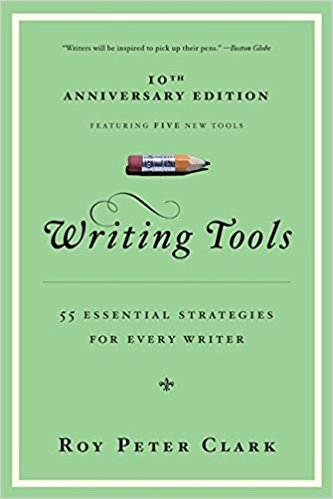 "Writers will be inspired to pick up their pens." —Boston Globe
10TH
ANNIVERSARY EDITION
FEATURING FIVE NEW TOOLS
Writing Tools
55 ESSENTIAL STRATEGIES
FOR EVERY WRITER
ROY PETER CLARK